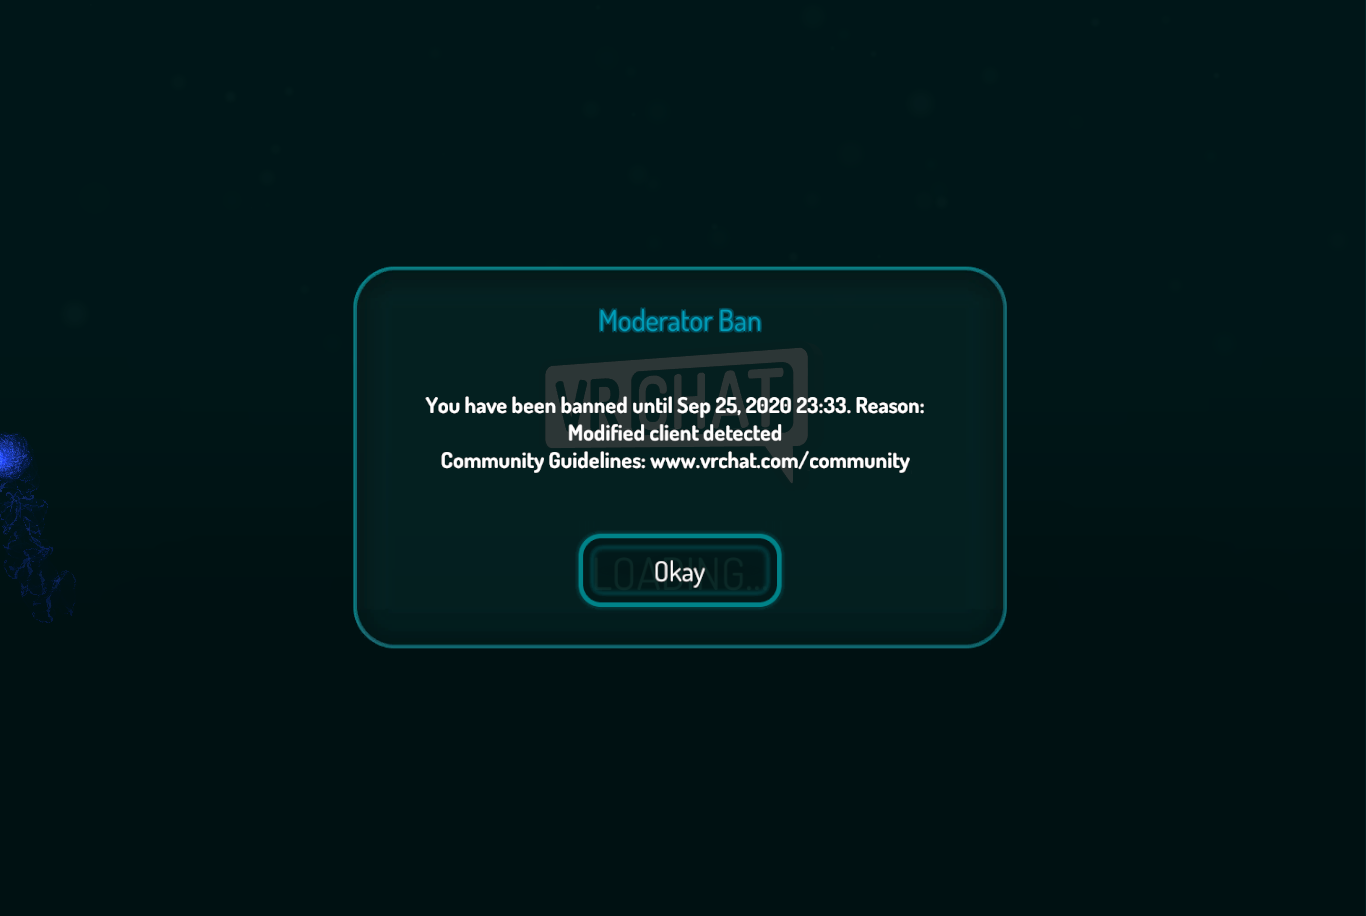 Moderator Ban
VRCHAT
You have been banned until Sep 25, 2020 23:33. Reason:
Modified client detected
Community Guidelines: www.vrchat.com/community
LOADING...
Okay